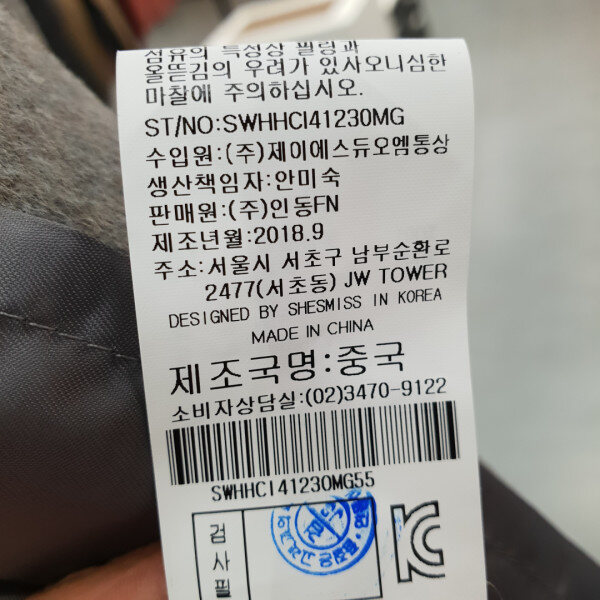 섬유의 특성상 필링과
올뜯김의 우려가 있사오니심한
마찰에 주의하십시오.
ST/NO:SWHHCI41230MG
수입원:(주)제이에스듀오엠통상
생산책임자:안미숙
판매원:(주)인동FN
제조년월:2018.9
주소:서울시 서초구 남부순환로
2477(서초동) JW TOWER
DESIGNED BY SHESMISS IN KOREA
MADE IN CHINA
제조국명:중국
소비자상담실:(02)3470-9122
SWHHCI41230MG55
검사필